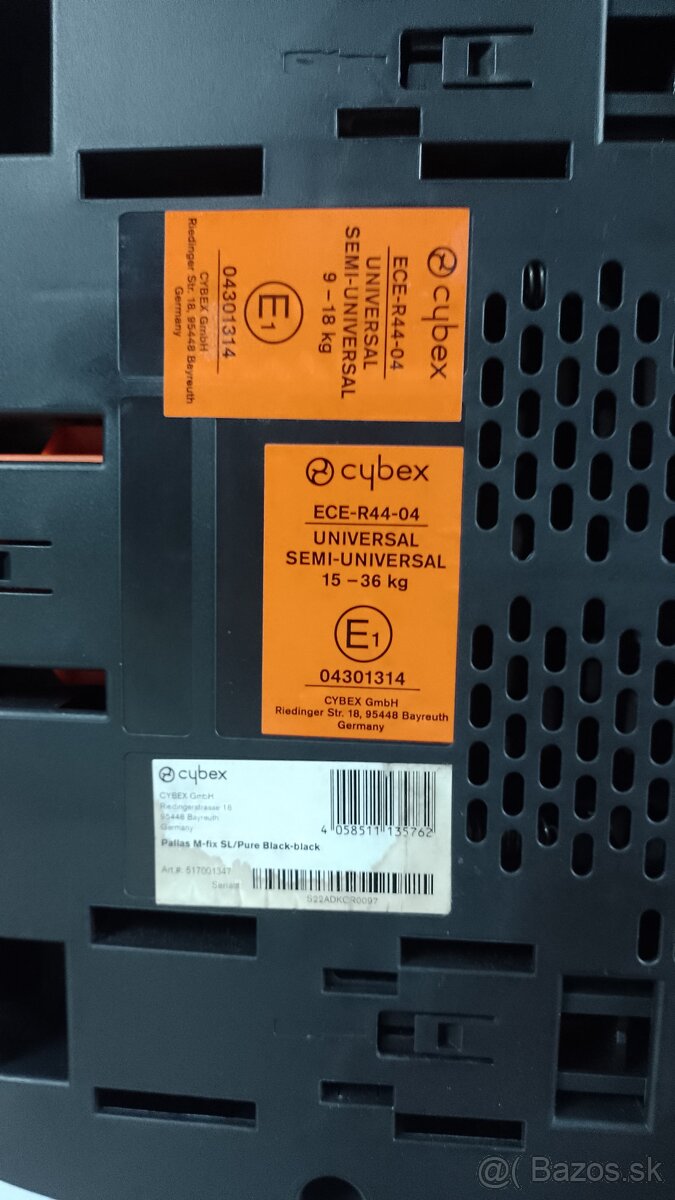 cybex
ECE-R44-04
UNIVERSAL
SEMI-UNIVERSAL
9 – 18 kg
E1
04301314
CYBEX GmbH
Riedinger Str. 18, 95448 Bayreuth
Germany
cybex
ECE-R44-04
UNIVERSAL
SEMI-UNIVERSAL
15 – 36 kg
E1
04301314
CYBEX GmbH
Riedinger Str. 18, 95448 Bayreuth
Germany
cybex
CYBEX GmbH
Riedingerstrasse 18
95448 Bayreuth
Germany
4 058511 135762
Pallas M-fix SL/Pure Black-black
Art.#: 517001347
Serial#:
S22ADKCR0097
@( Bazos.sk